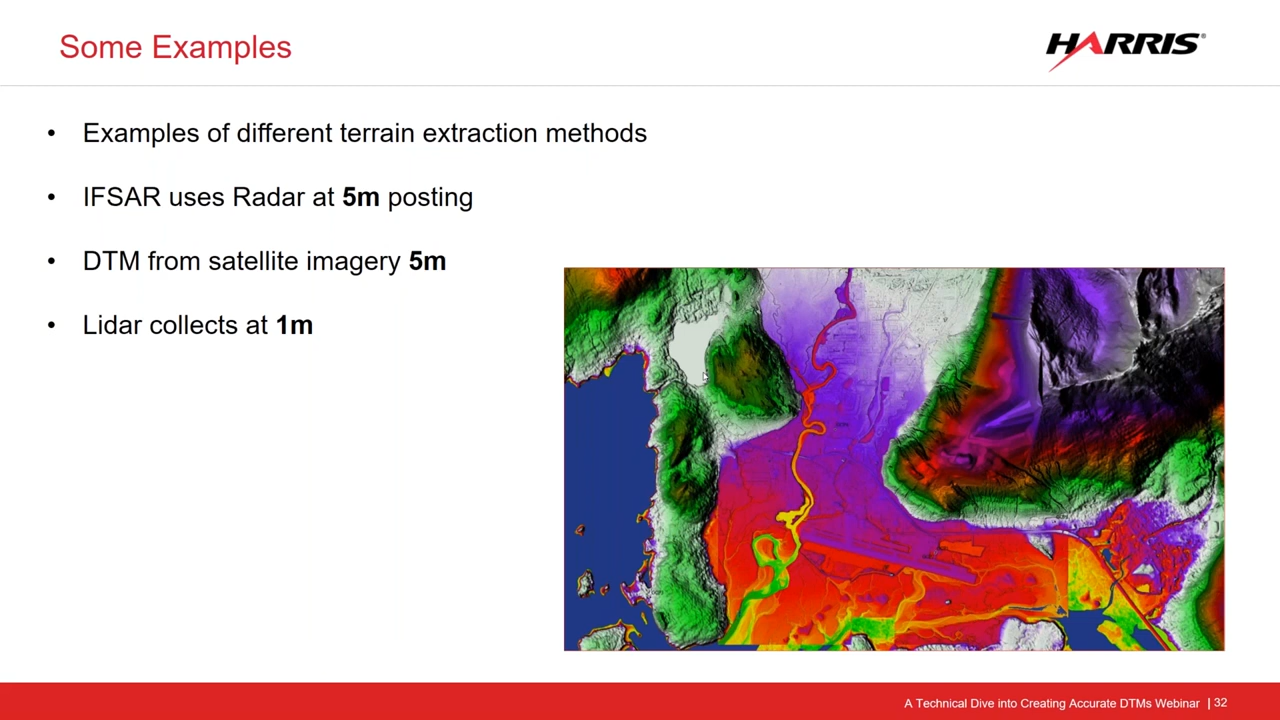 Some Examples
HARRIS®
• Examples of different terrain extraction methods
• IFSAR uses Radar at 5m posting
• DTM from satellite imagery 5m
• Lidar collects at 1m
A Technical Dive into Creating Accurate DTMs Webinar | 32